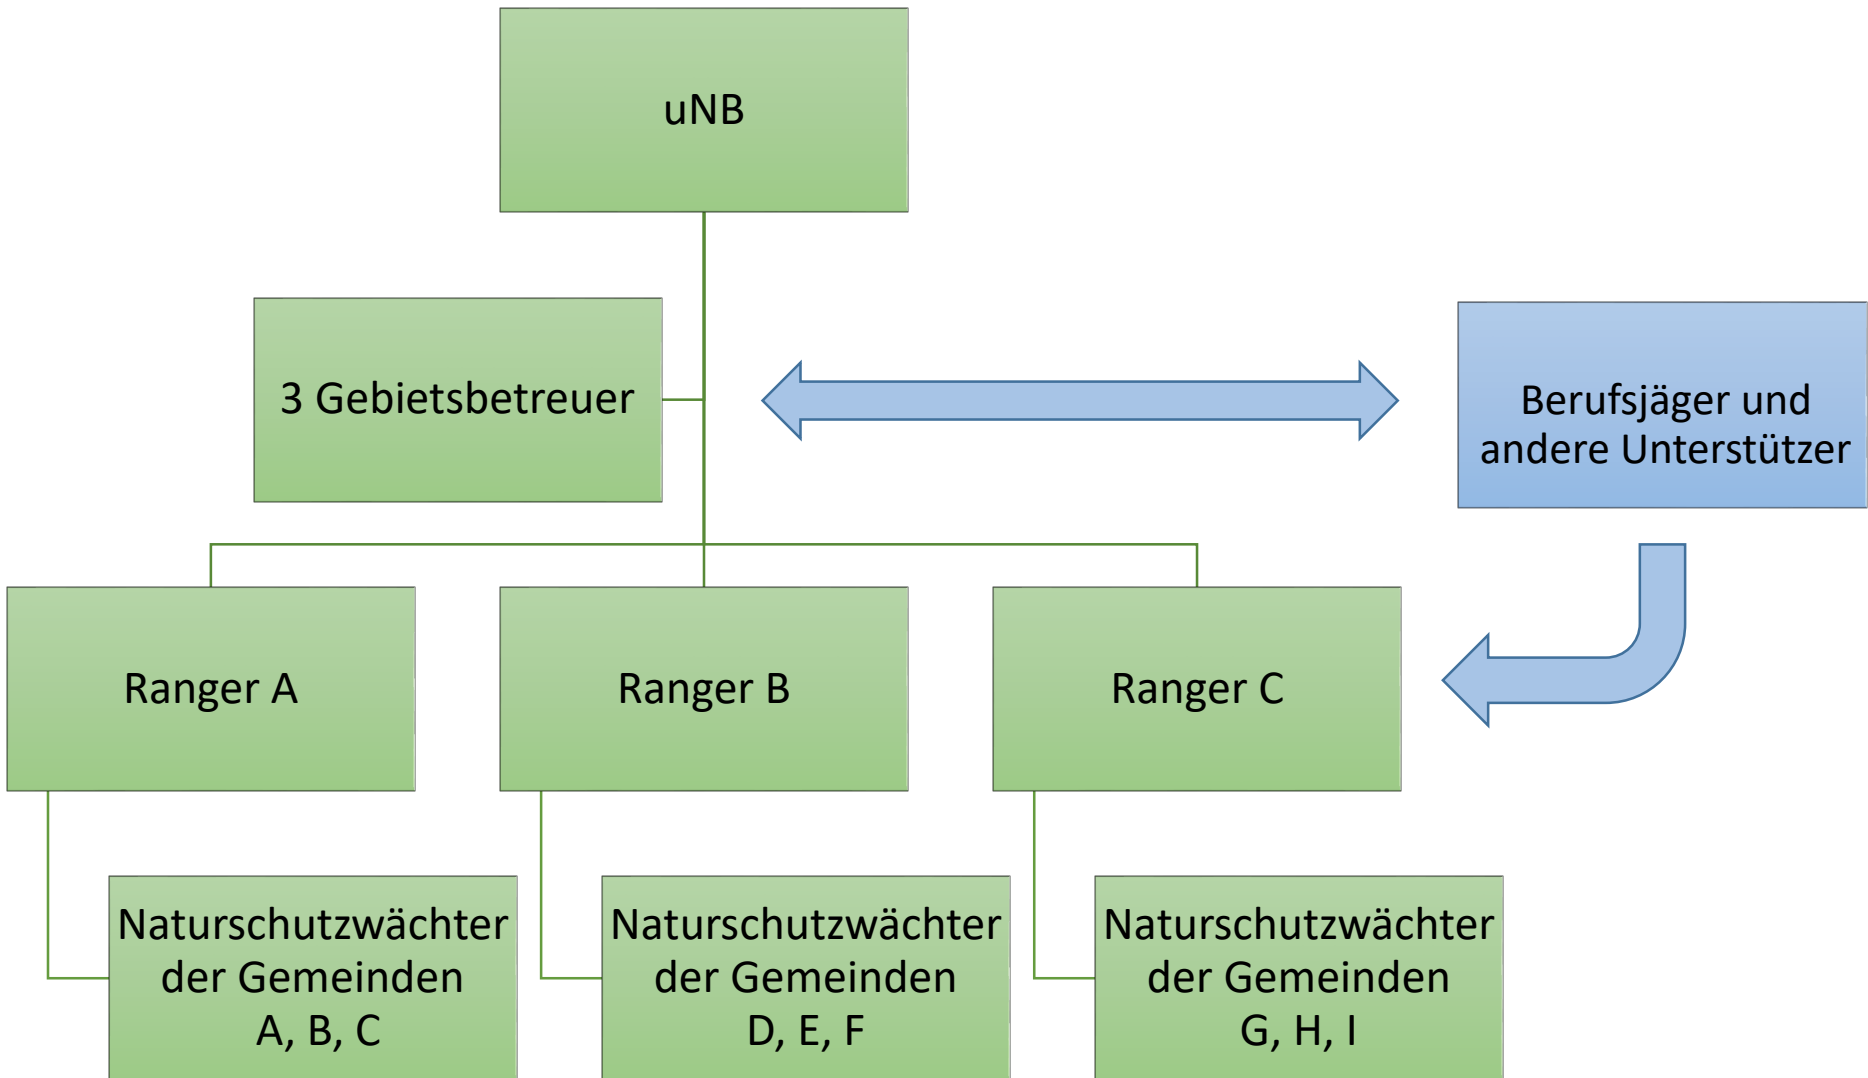 uNB
3 Gebietsbetreuer
Berufsjäger und
andere Unterstützer
Ranger A
Ranger B
Ranger C
Naturschutzwächter
der Gemeinden
A, B, C
Naturschutzwächter
der Gemeinden
D, E, F
Naturschutzwächter
der Gemeinden
G, H, I